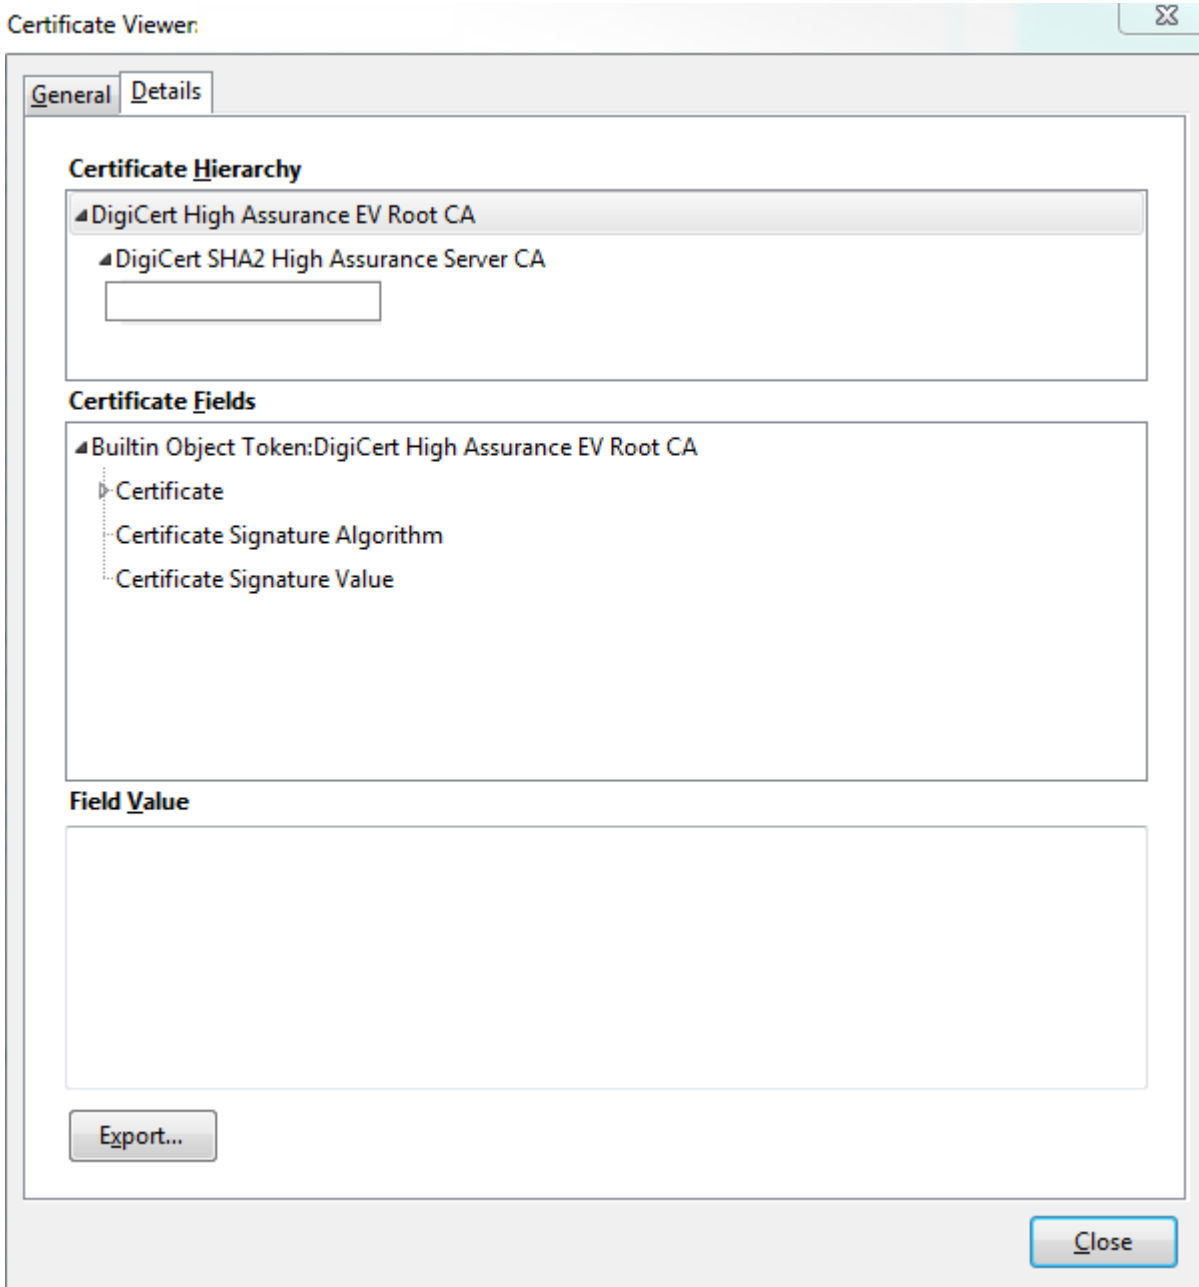 Certificate Viewer:
General Details
Certificate Hierarchy
DigiCert High Assurance EV Root CA
DigiCert SHA2 High Assurance Server CA
Certificate Fields
Builtin Object Token:DigiCert High Assurance EV Root CA
Certificate
Certificate Signature Algorithm
Certificate Signature Value
Field Value
Export...
Close